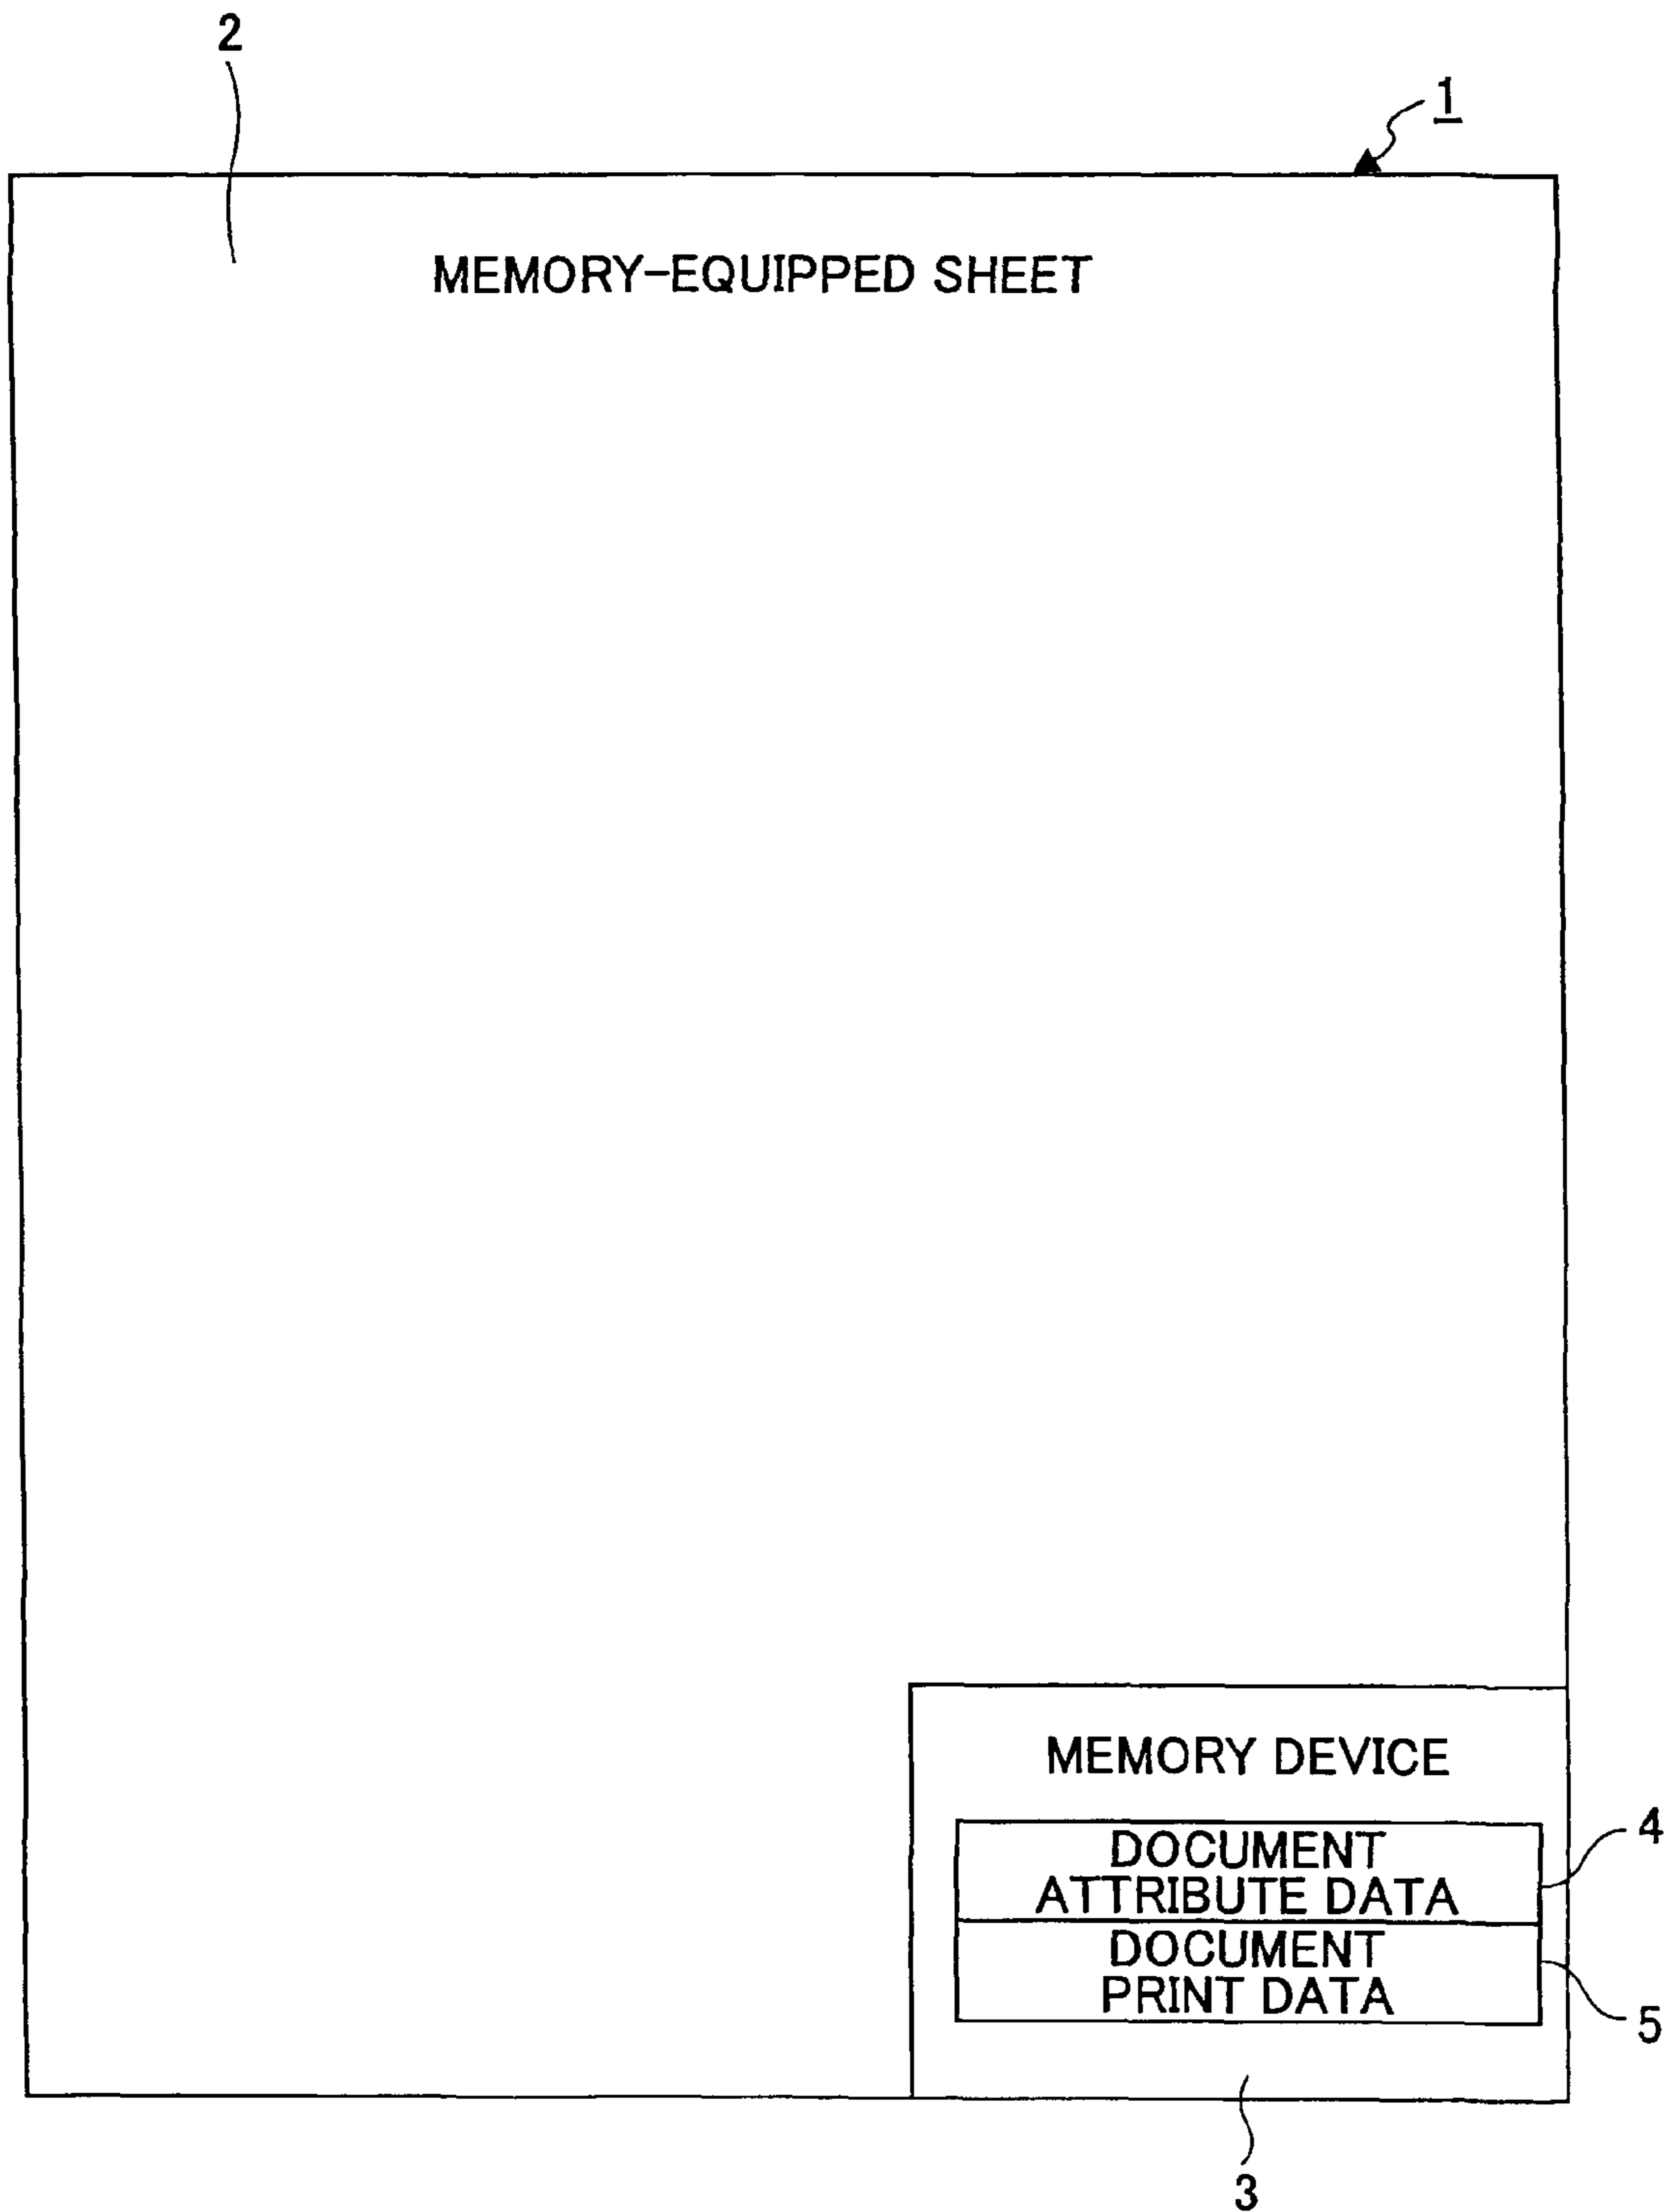 2
1
MEMORY-EQUIPPED SHEET
MEMORY DEVICE
DOCUMENT
ATTRIBUTE DATA
4
DOCUMENT
PRINT DATA
5
3